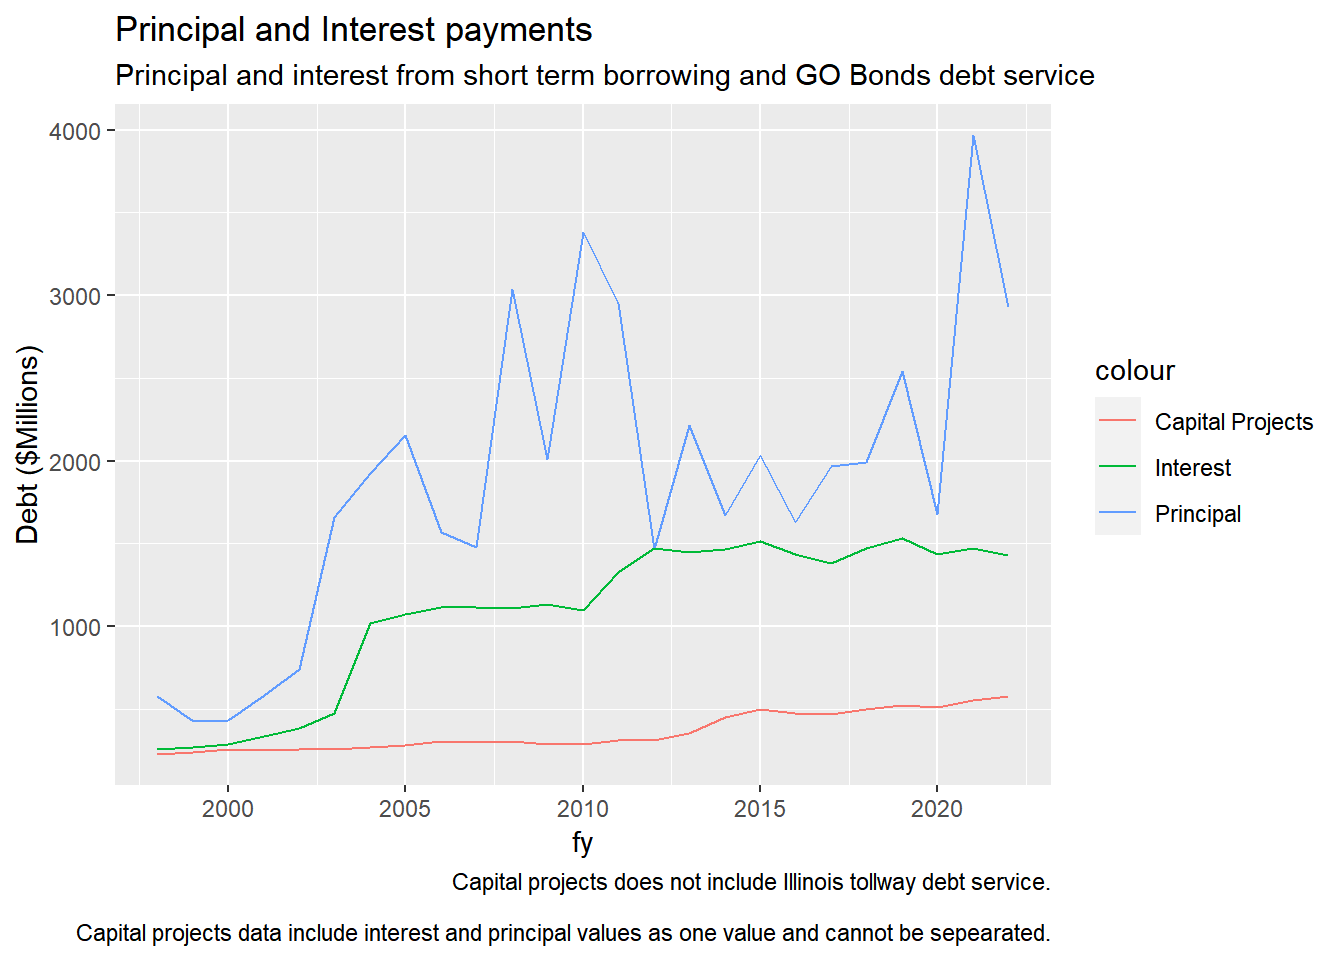 Principal and Interest payments
Principal and interest from short term borrowing and GO Bonds debt service
4000
3000
2000
1000
Debt ($Millions)
2000 2005 2010 2015 2020
fy
colour
Capital Projects
Interest
Principal
Capital projects does not include Illinois tollway debt service.
Capital projects data include interest and principal values as one value and cannot be sepearated.